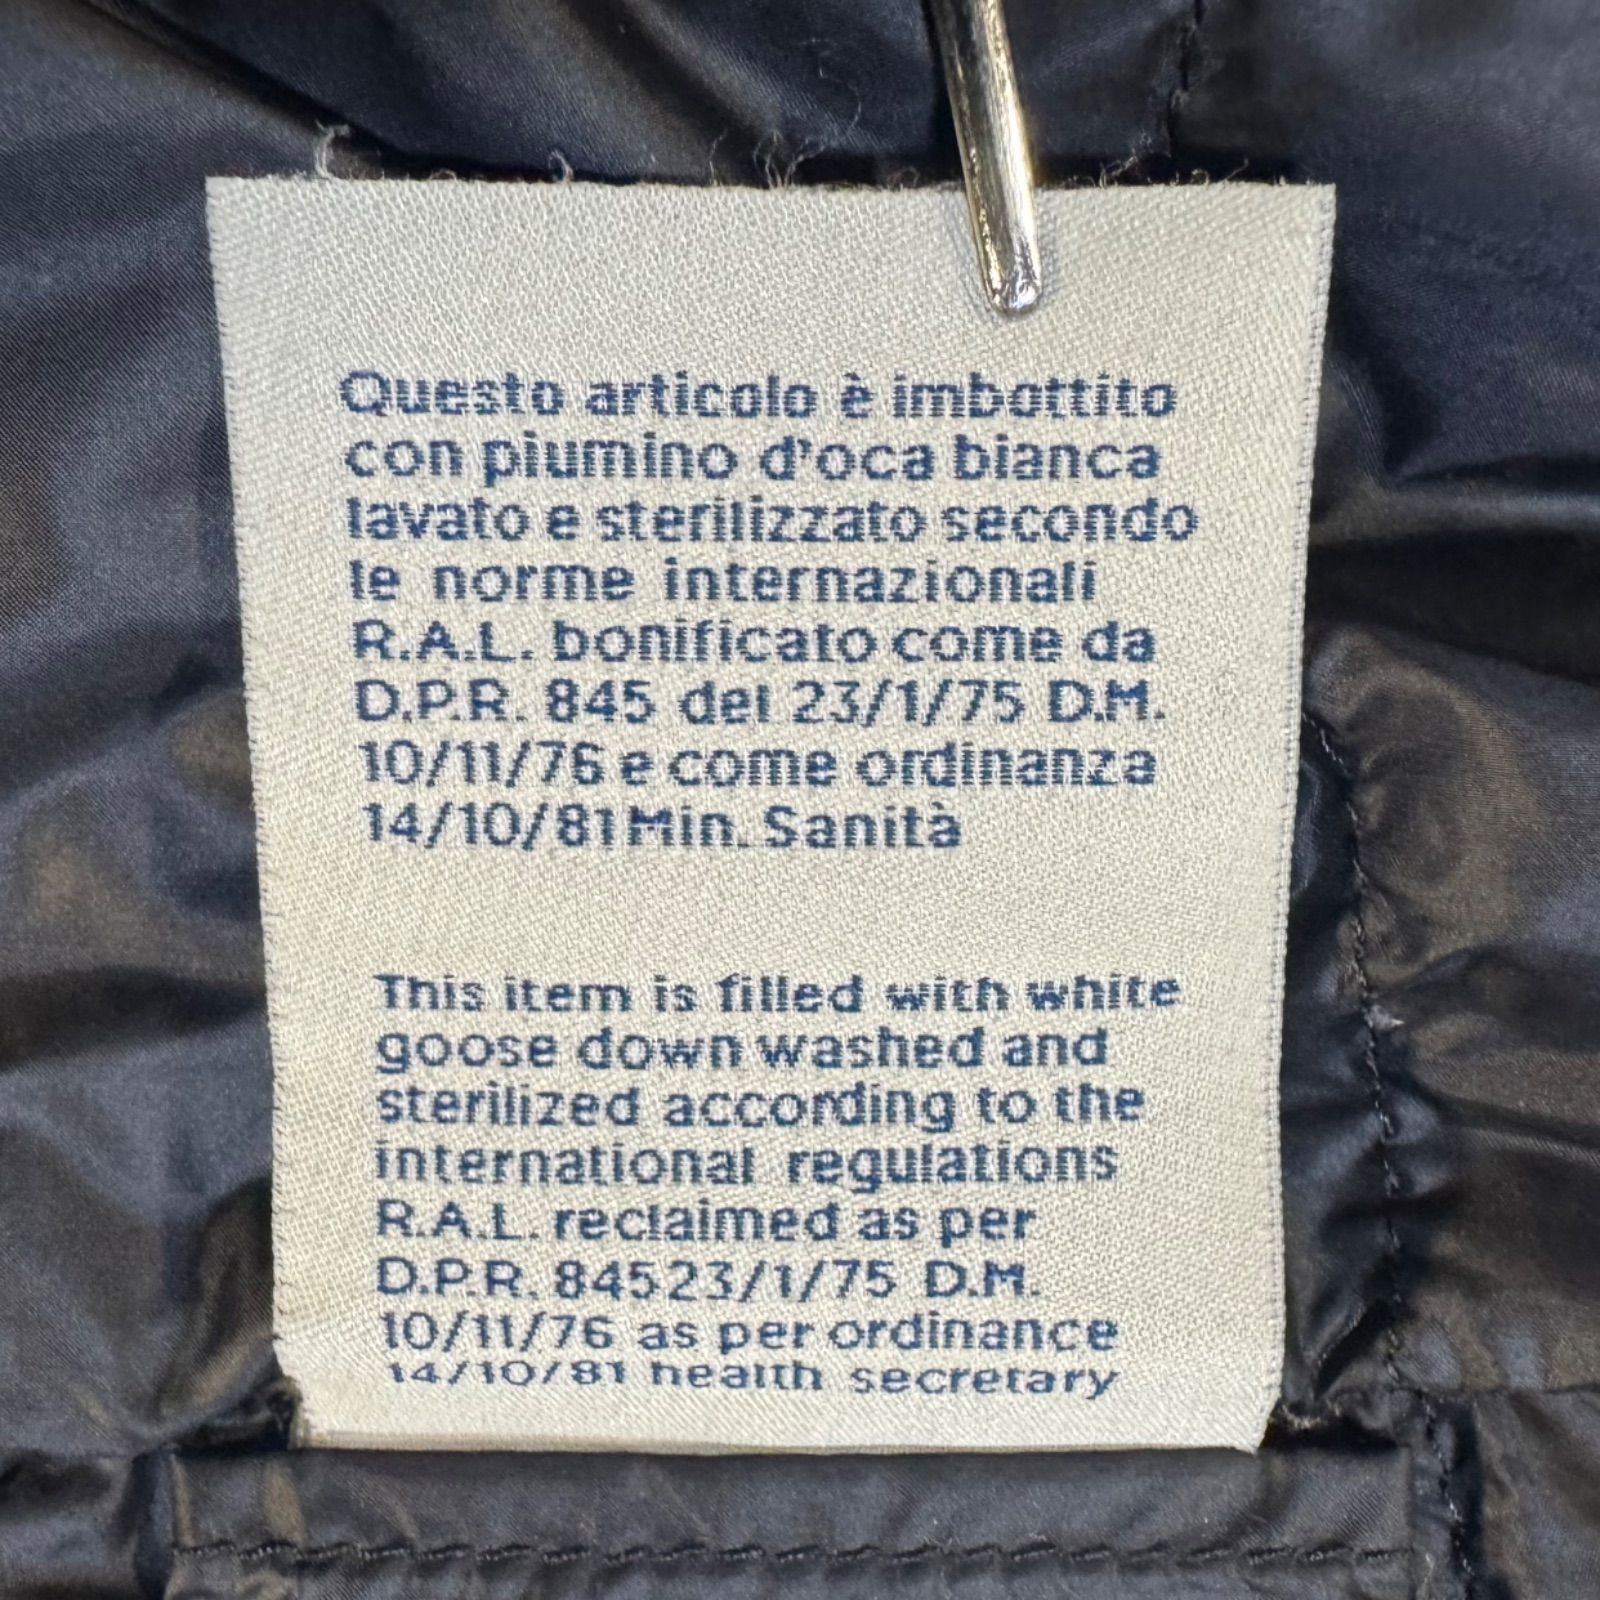 Questo articolo è imbottito
con piumino d'oca bianca
lavato e sterilizzato secondo
le norme internazionali
R.A.L. bonificato come da
D.P.R. 845 del 23/1/75 D.M.
10/11/76 e come ordinanza
14/10/81 Min. Sanità
This item is filled with white
goose down washed and
sterilized according to the
international regulations
R.A.L. reclaimed as per
D.P.R. 845 23/1/75 D.M.
10/11/76 as per ordinance
14/10/81 health secretary